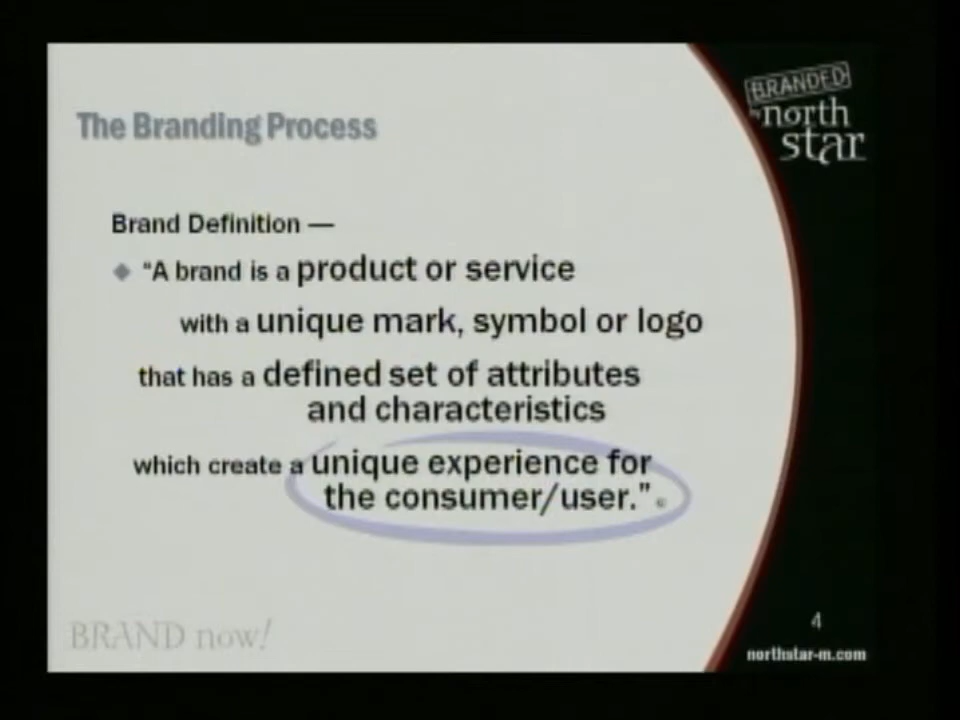 BRANDED
by north
star
The Branding Process
Brand Definition —
“A brand is a product or service
with a unique mark, symbol or logo
that has a defined set of attributes
and characteristics
which create a unique experience for
the consumer/user.”
BRAND now!
4
northstar-m.com